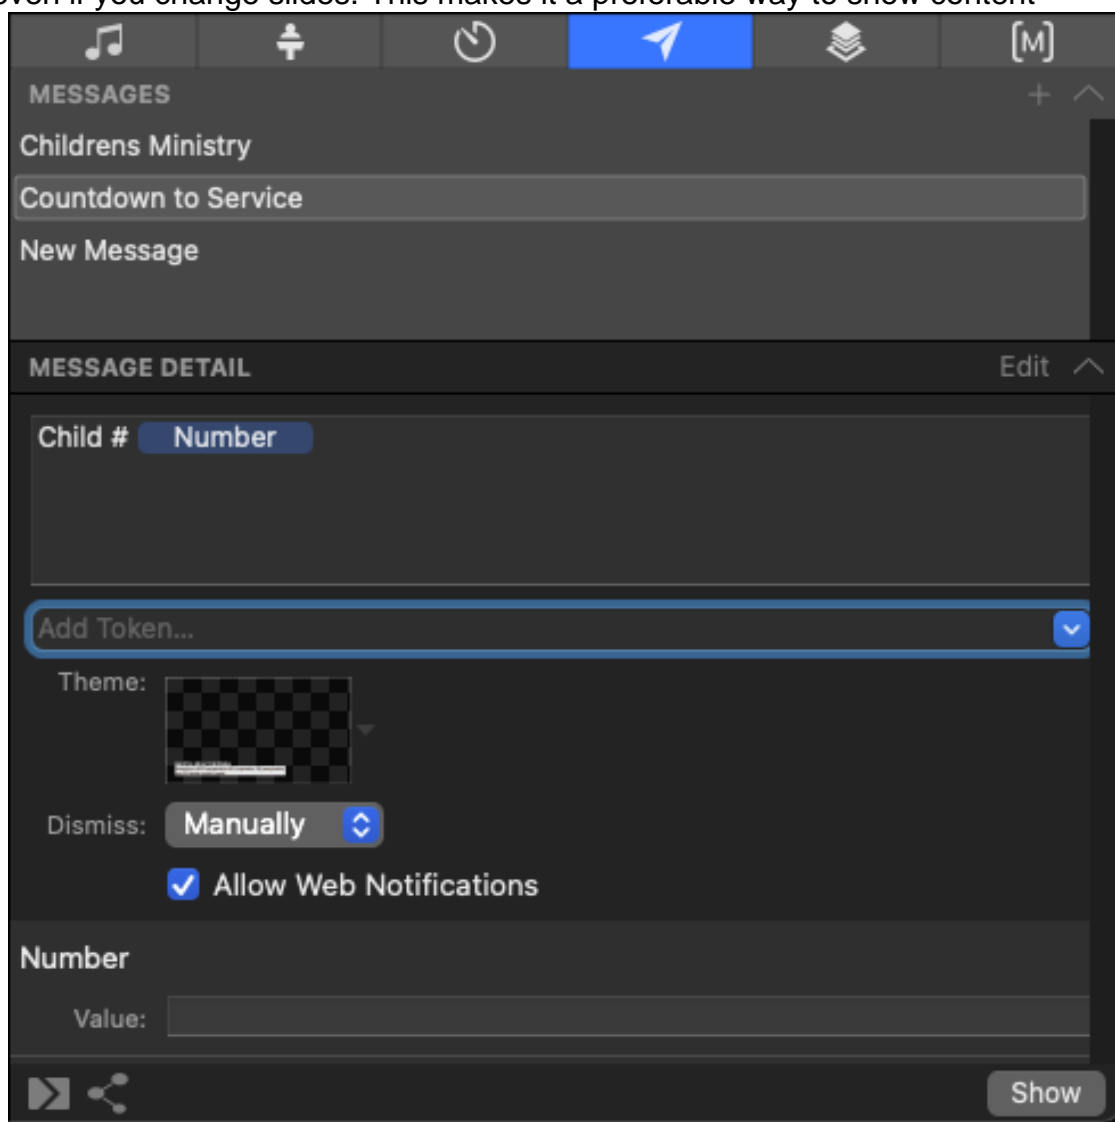 even if you change slides. This makes it a preferable way to show content
[M]
MESSAGES +
Childrens Ministry
Countdown to Service
New Message
MESSAGE DETAIL Edit
Child # Number
Add Token...
Theme:
Dismiss: Manually
Allow Web Notifications
Number
Value:
Show